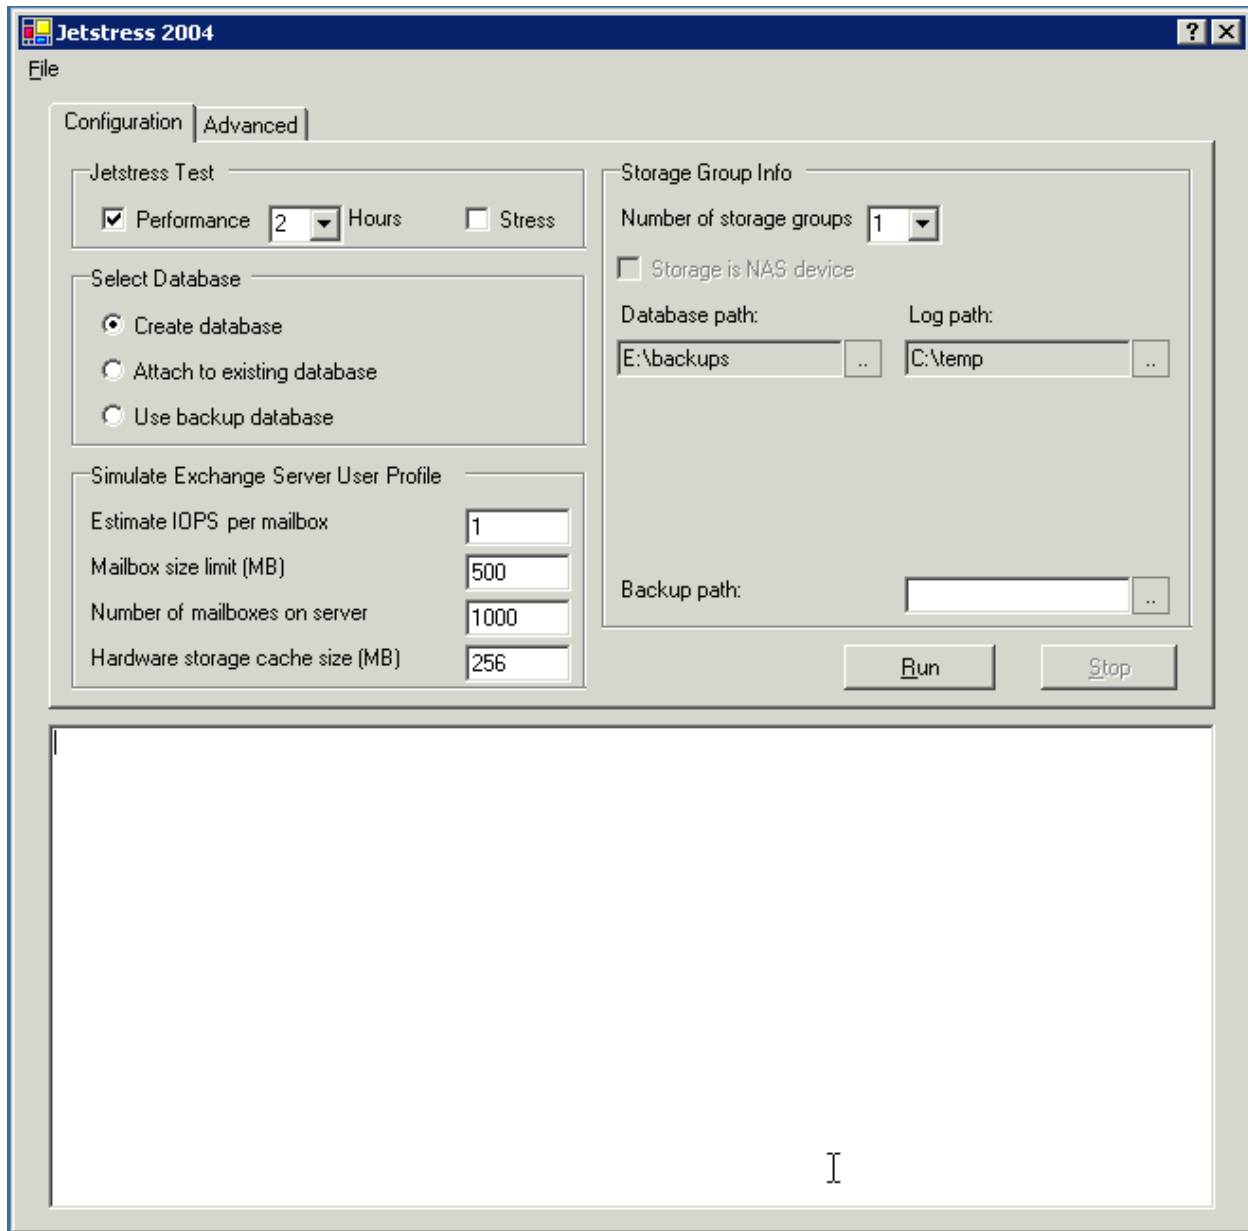 Jetstress 2004
File
Configuration
Advanced
Jetstress Test
Performance 2 Hours Stress
Select Database
Create database
Attach to existing database
Use backup database
Simulate Exchange Server User Profile
Estimate IOPS per mailbox 1
Mailbox size limit (MB) 500
Number of mailboxes on server 1000
Hardware storage cache size (MB) 256
Storage Group Info
Number of storage groups 1
Storage is NAS device
Database path: Log path:
E:\backups .. C:\temp ..
Backup path: ..
Run Stop